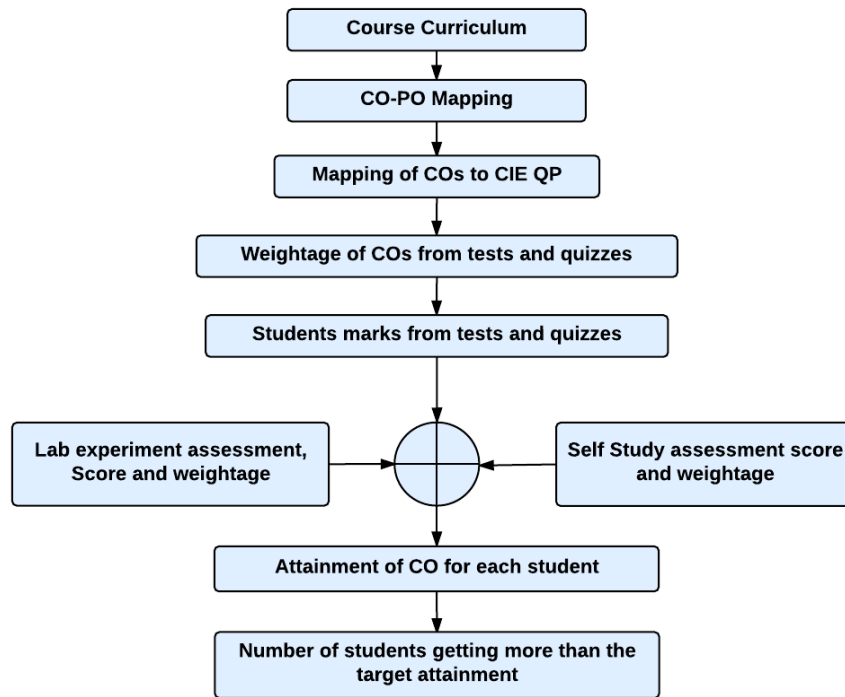 Course Curriculum
CO-PO Mapping
Mapping of COs to CIE QP
Weightage of COs from tests and quizzes
Students marks from tests and quizzes
Lab experiment assessment,
Score and weightage
Self Study assessment score
and weightage
Attainment of CO for each student
Number of students getting more than the
target attainment